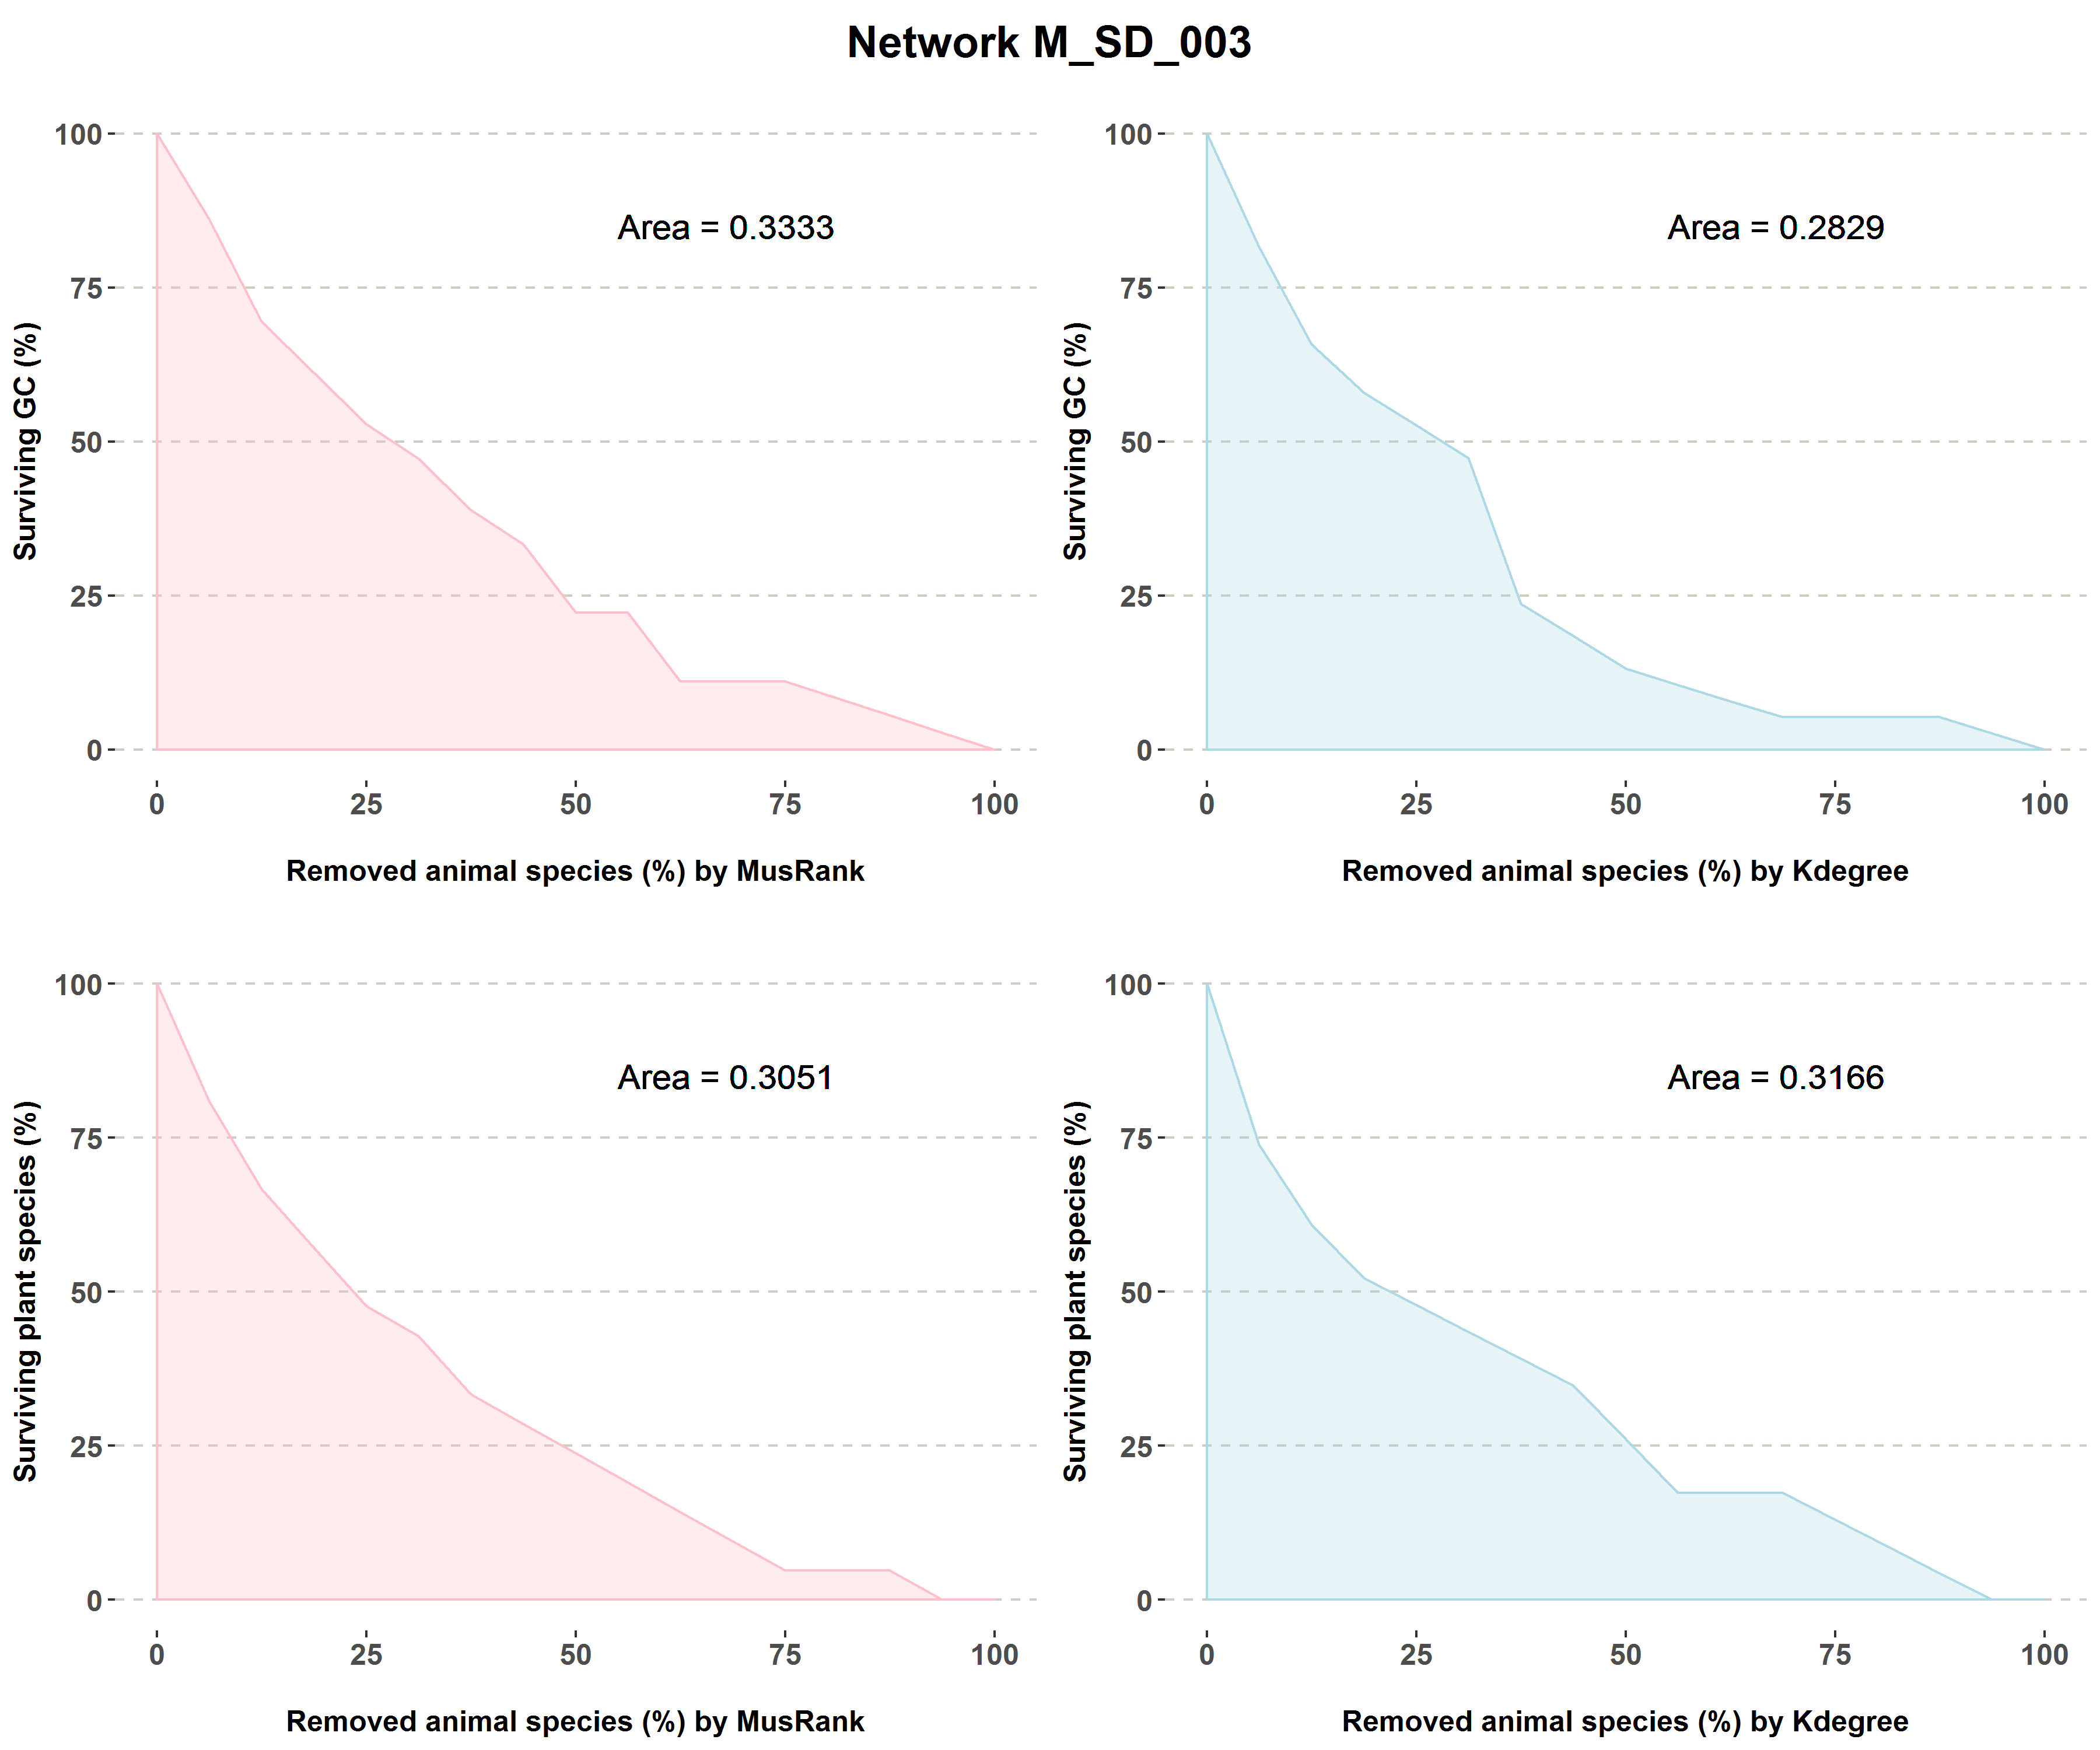 Network M_SD_003
Surviving GC (%)
100
75
50
25
0
Area = 0.3333
0 25 50 75 100
Removed animal species (%) by MusRank
Surviving GC (%)
100
75
50
25
0
Area = 0.2829
0 25 50 75 100
Removed animal species (%) by Kdegree
Surviving plant species (%)
100
75
50
25
0
Area = 0.3051
0 25 50 75 100
Removed animal species (%) by MusRank
Surviving plant species (%)
100
75
50
25
0
Area = 0.3166
0 25 50 75 100
Removed animal species (%) by Kdegree